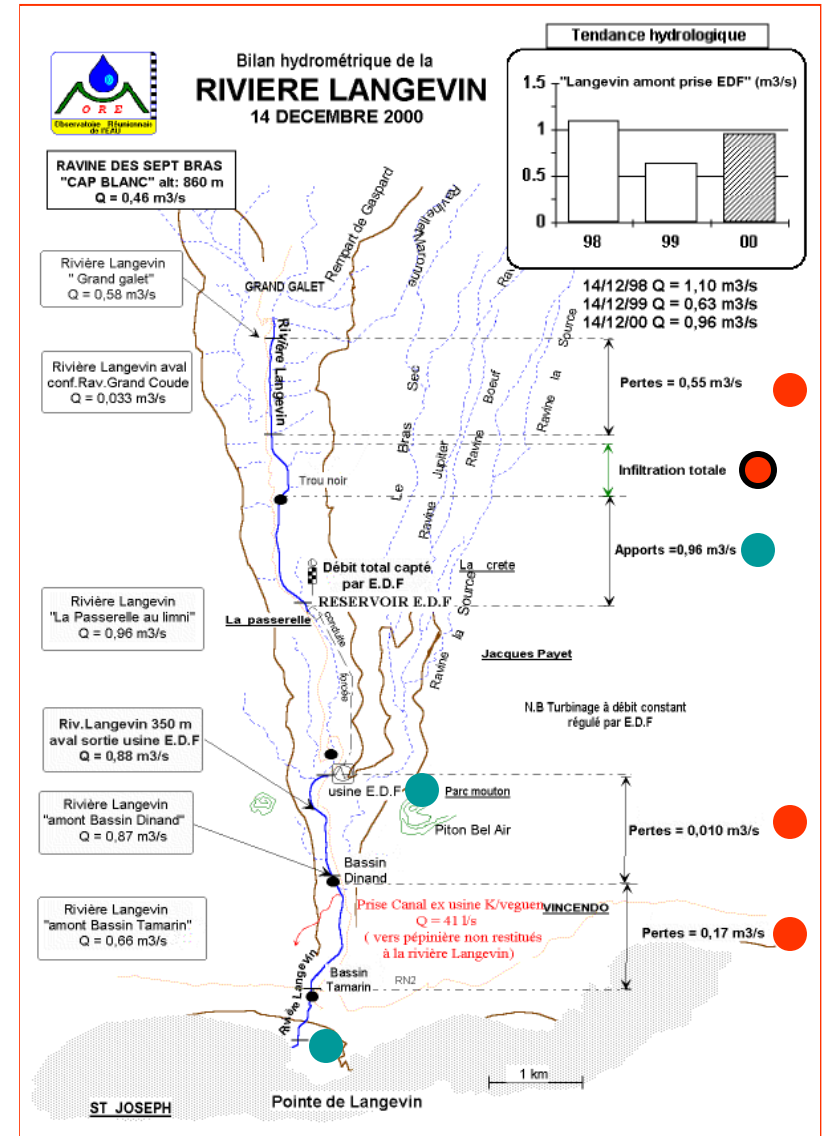 Bilan hydrométrique de la
RIVIERE LANGEVIN
14 DECEMBRE 2000
O R E
Observatoire Réunionnais
de l'EAU
Tendance hydrologique
"Langevin amont prise EDF" (m3/s)
1.5
1
0.5
0
98 99 00
14/12/98 Q = 1,10 m3/s
14/12/99 Q = 0,63 m3/s
14/12/00 Q = 0,96 m3/s
RAVINE DES SEPT BRAS
"CAP BLANC" alt: 860 m
Q = 0,46 m3/s
Rivière Langevin
" Grand galet"
Q = 0,58 m3/s
Rivière Langevin aval
conf.Rav.Grand Coude
Q = 0,033 m3/s
Rivière Langevin
"La Passerelle au limni"
Q = 0,96 m3/s
Riv.Langevin 350 m
aval sortie usine E.D.F
Q = 0,88 m3/s
Rivière Langevin
"amont Bassin Dinand"
Q = 0,87 m3/s
Rivière Langevin
"amont Bassin Tamarin"
Q = 0,66 m3/s
GRAND GALET
Rempart de Gaspard
Rivière Langevin
Trou noir
Le Bras Sec
Ravine Jupiter
Ravine Boeuf
Ravine la Source
Débit total capté
par E.D.F
RESERVOIR E.D.F
La crete
La passerelle
conduite
forcée
Ravine la Source
Jacques Payet
N.B Turbinage à débit constant
régulé par E.D.F
usine E.D.F
Parc mouton
Piton Bel Air
Bassin
Dinand
Prise Canal ex usine K/veguen
Q = 41 l/s
( vers pépinière non restitués
à la rivière Langevin)
VINCENDO
Bassin
Tamarin
RN2
Rivière Langevin
Pertes = 0,55 m3/s
Infiltration totale
Apports =0,96 m3/s
Pertes = 0,010 m3/s
Pertes = 0,17 m3/s
1 km
ST JOSEPH
Pointe de Langevin